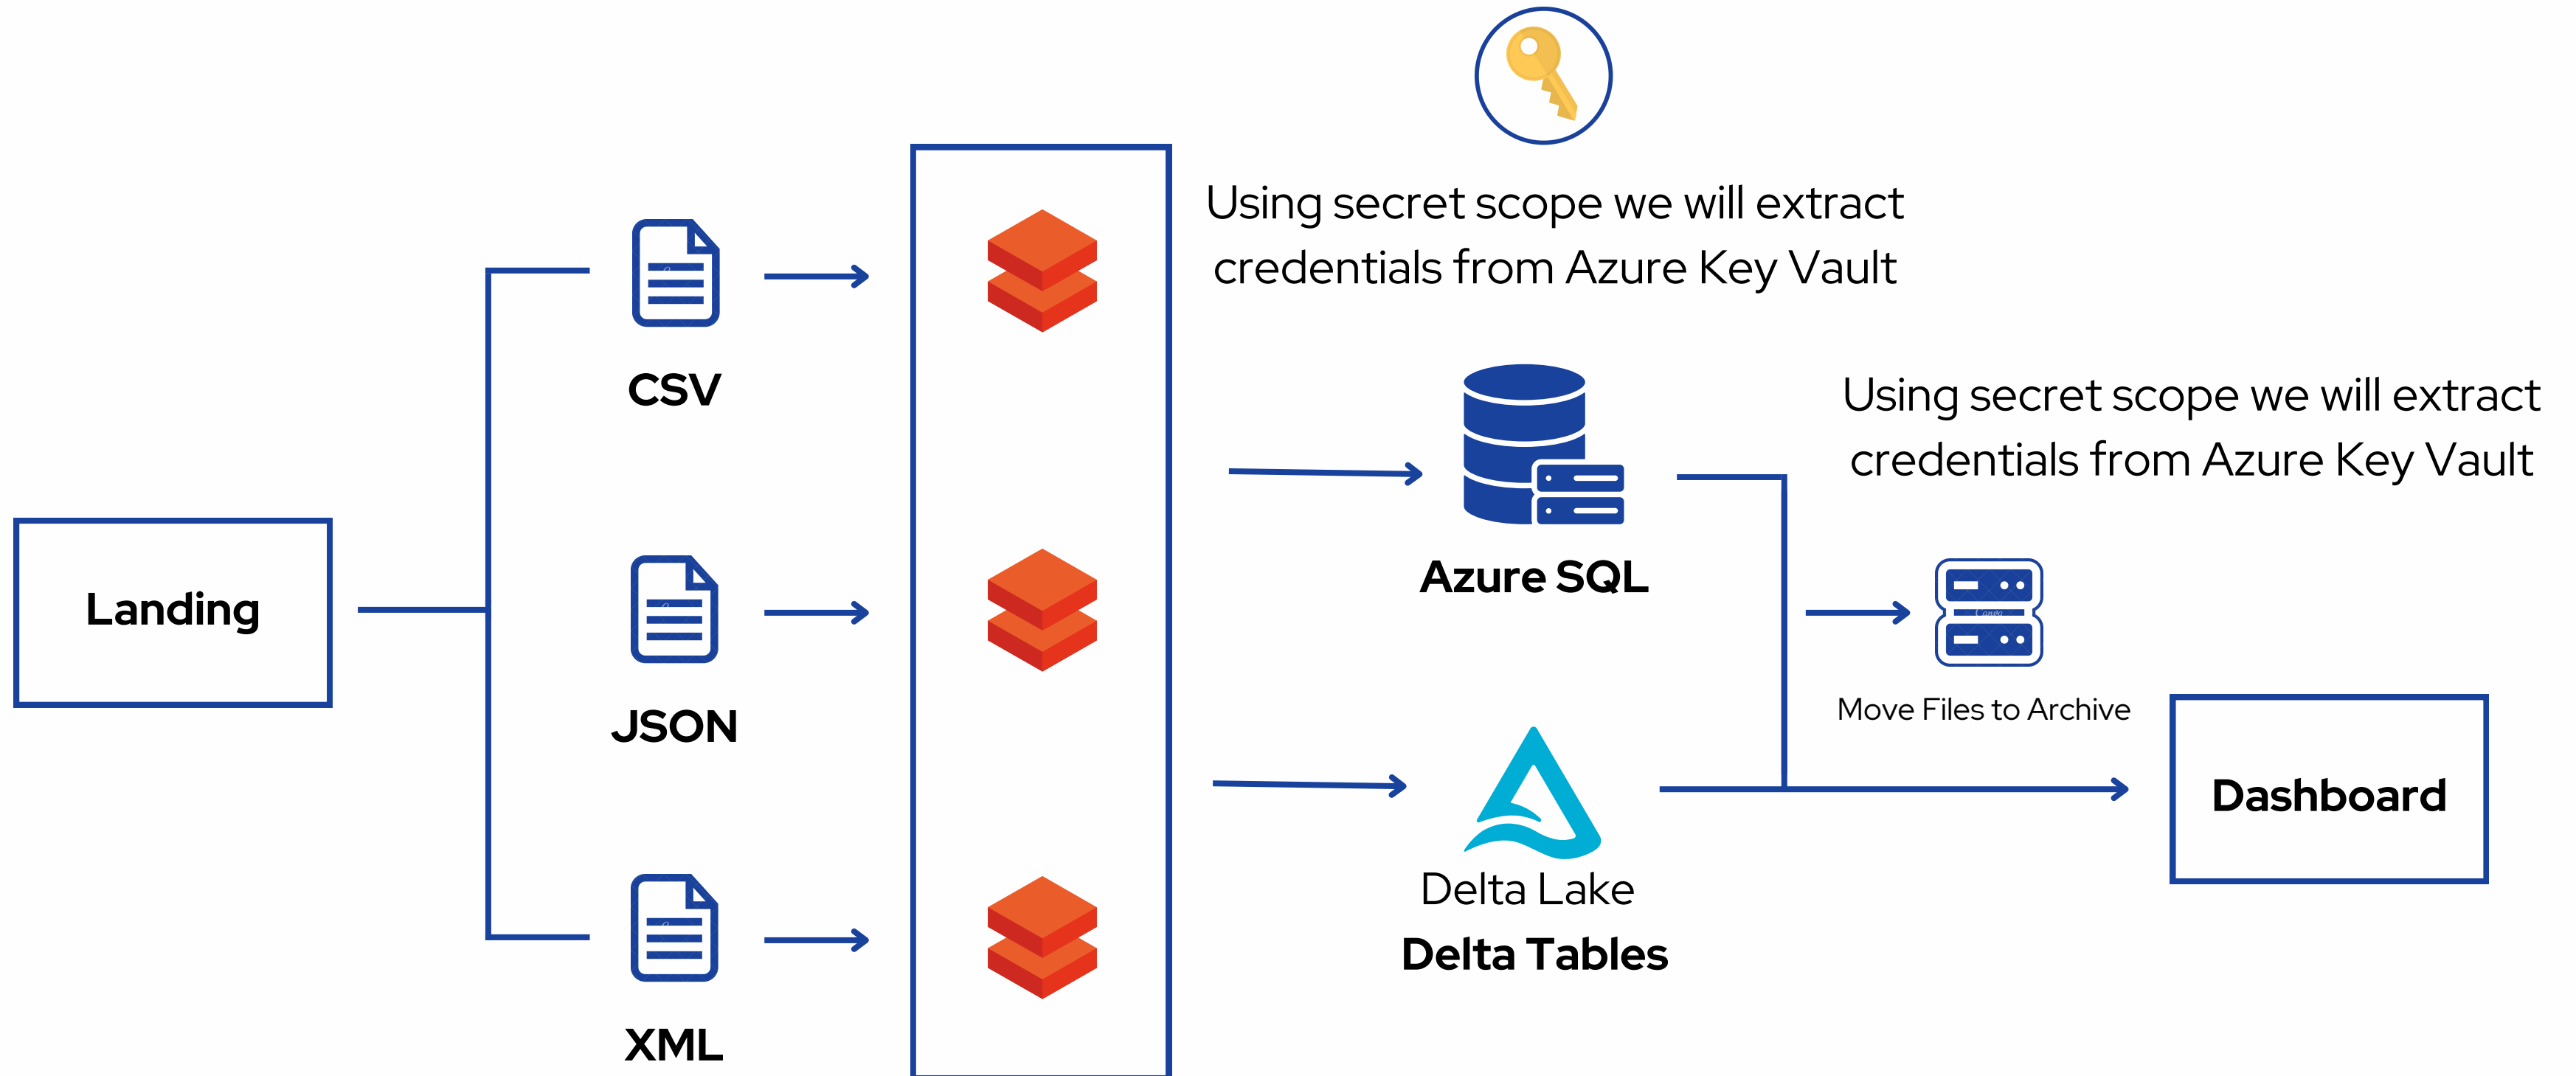 Using secret scope we will extract
credentials from Azure Key Vault
CSV
Using secret scope we will extract
credentials from Azure Key Vault
Landing
Azure SQL
JSON
Move Files to Archive
Dashboard
Delta Lake
Delta Tables
XML
Canva